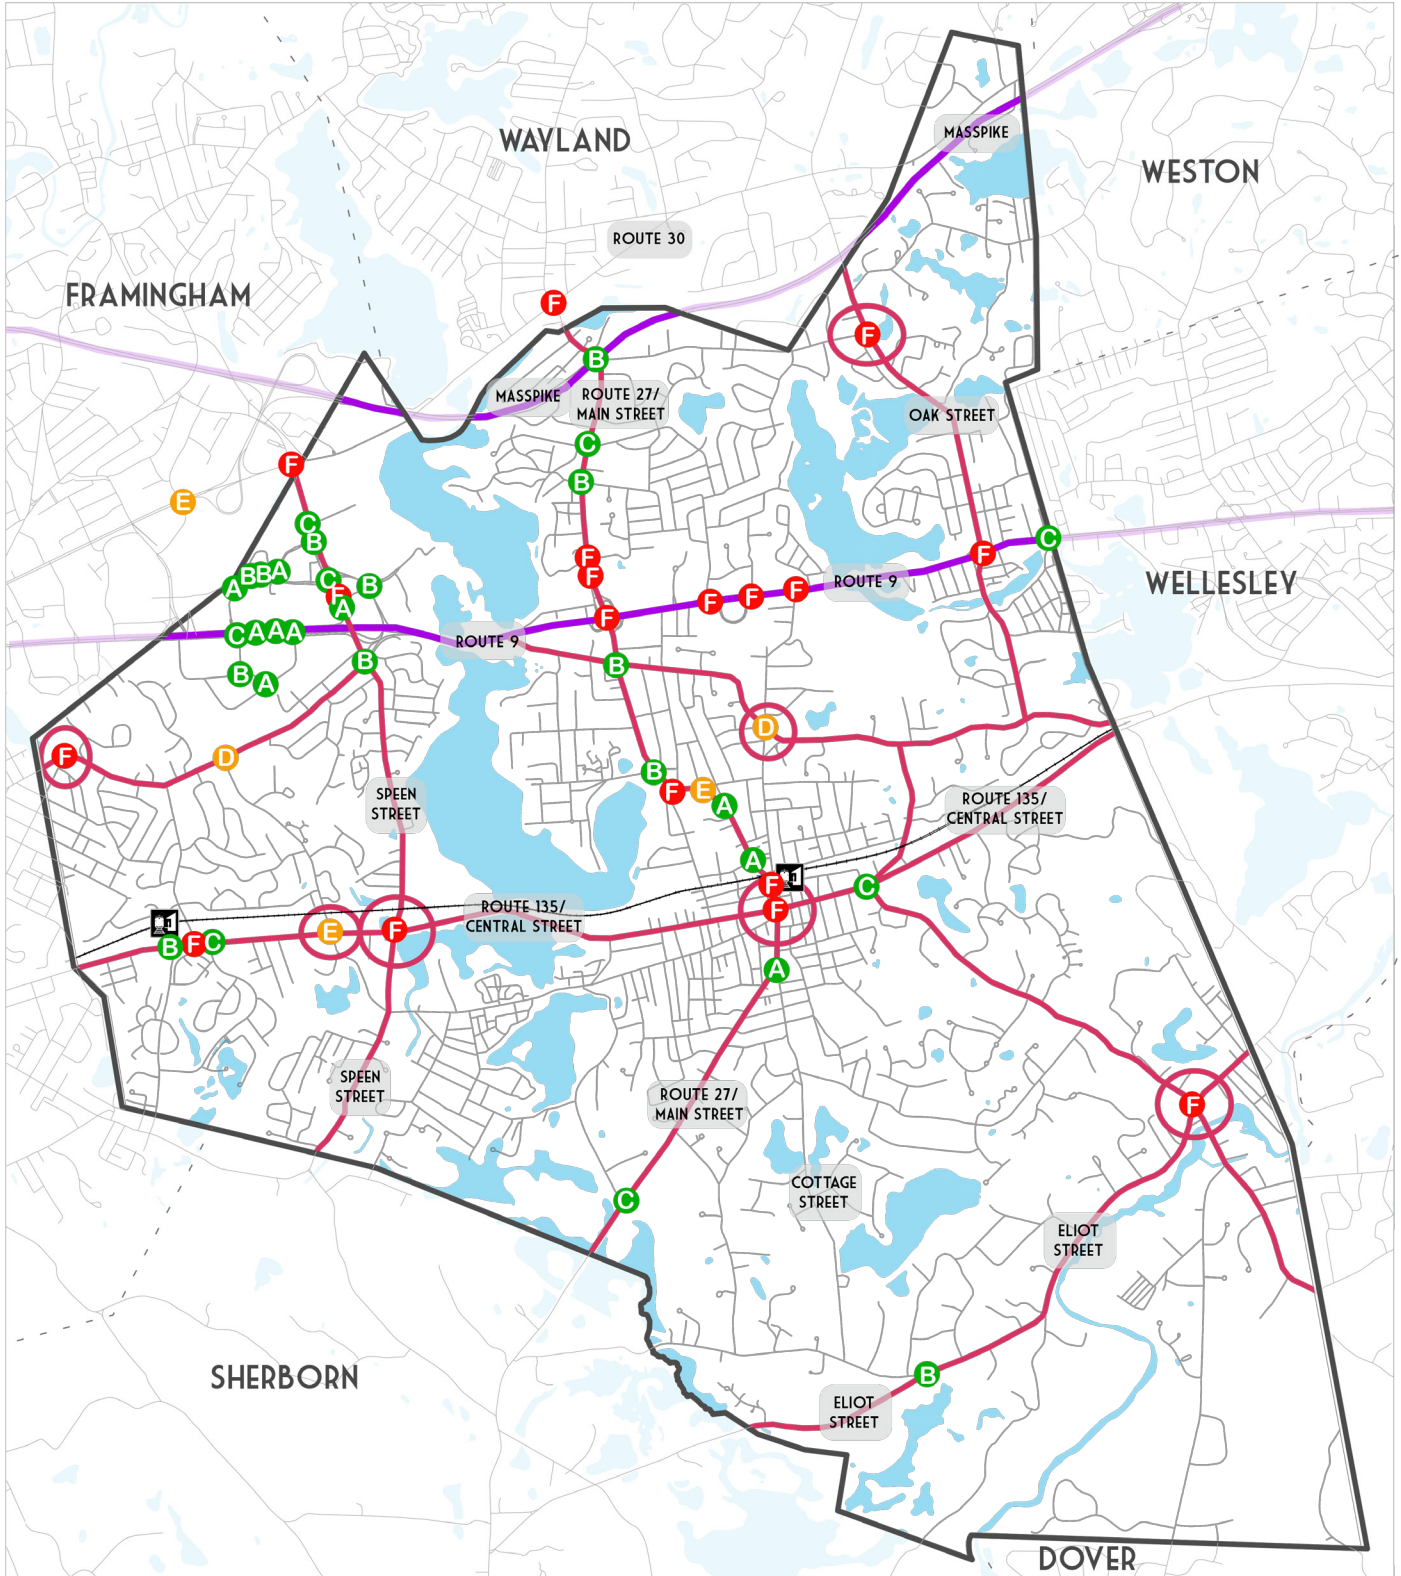 MASSPIKE
WAYLAND
WESTON
ROUTE 30
FRAMINGHAM
F
F
B
MASSPIKE
ROUTE 27/
MAIN STREET
OAK STREET
C
F
B
E
C
C
B
F
F
F
B
B
A
A
C
B
F
A
ROUTE 9
WELLESLEY
F
F
F
F
C
A
A
A
ROUTE 9
B
B
B
A
D
F
D
B
F
E
A
SPEEN
STREET
ROUTE 135/
CENTRAL STREET
A
F
C
F
ROUTE 135/
CENTRAL STREET
B
F
C
E
F
A
SPEEN
STREET
ROUTE 27/
MAIN STREET
F
COTTAGE
STREET
C
ELIOT
STREET
SHERBORN
B
ELIOT
STREET
DOVER